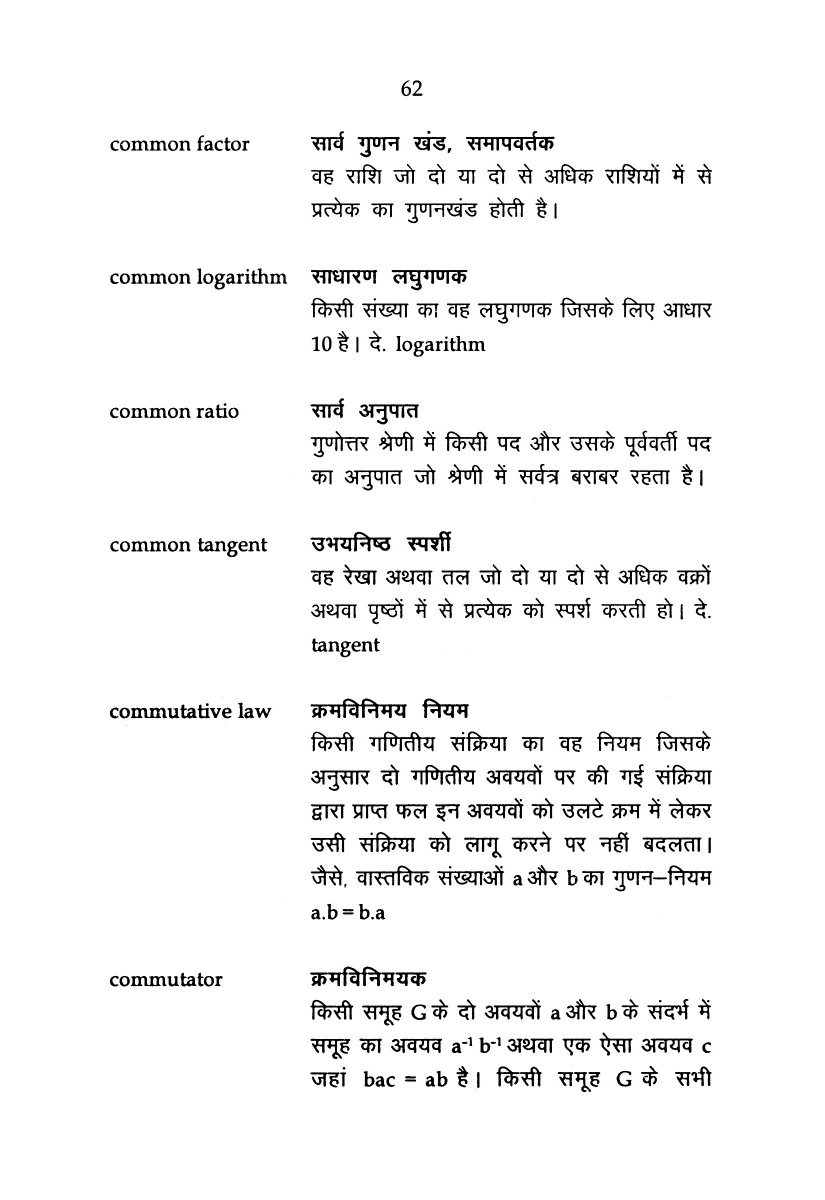 62
common factor सार्व गुणन खंड, समापवर्तक
वह राशि जो दो या दो से अधिक राशियों में से
प्रत्येक का गुणनखंड होती है।
common logarithm साधारण लघुगणक
किसी संख्या का वह लघुगणक जिसके लिए आधार
10 है। दे. logarithm
common ratio सार्व अनुपात
गुणोत्तर श्रेणी में किसी पद और उसके पूर्ववर्ती पद
का अनुपात जो श्रेणी में सर्वत्र बराबर रहता है।
common tangent उभयनिष्ठ स्पर्शी
वह रेखा अथवा तल जो दो या दो से अधिक वक्रों
अथवा पृष्ठों में से प्रत्येक को स्पर्श करती हो। दे.
tangent
commutative law क्रमविनिमय नियम
किसी गणितीय संक्रिया का वह नियम जिसके
अनुसार दो गणितीय अवयवों पर की गई संक्रिया
द्वारा प्राप्त फल इन अवयवों को उलटे क्रम में लेकर
उसी संक्रिया को लागू करने पर नहीं बदलता।
जैसे, वास्तविक संख्याओं a और b का गुणन–नियम
a.b = b.a
commutator क्रमविनिमयक
किसी समूह G के दो अवयवों a और b के संदर्भ में
समूह का अवयव a⁻¹ b⁻¹ अथवा एक ऐसा अवयव c
जहां bac = ab है। किसी समूह G के सभी